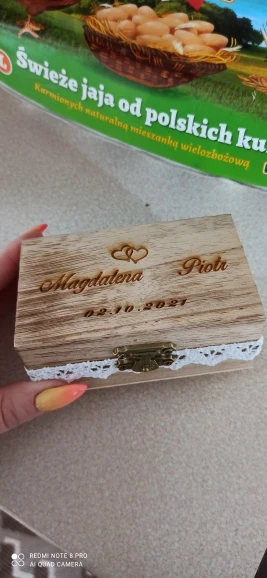 Świeże jaja od polskich ku
Karmionych naturalną mieszanką wielozbożową
Magdalena Piotr
02.10.2021
REDMI NOTE 8 PRO
AI QUAD CAMERA